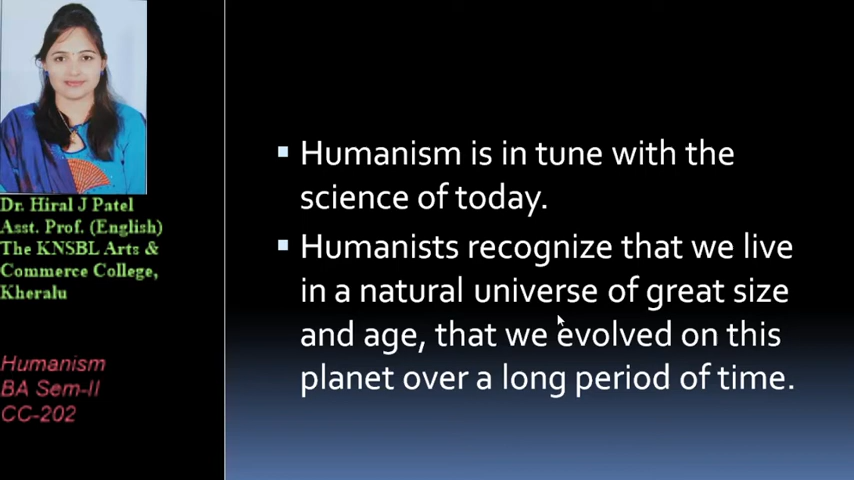 Dr. Hiral J Patel
Asst. Prof. (English)
The KNSBL Arts &
Commerce College,
Kheralu
Humanism
BA Sem-II
CC-202
▪ Humanism is in tune with the
science of today.
▪ Humanists recognize that we live
in a natural universe of great size
and age, that we evolved on this
planet over a long period of time.